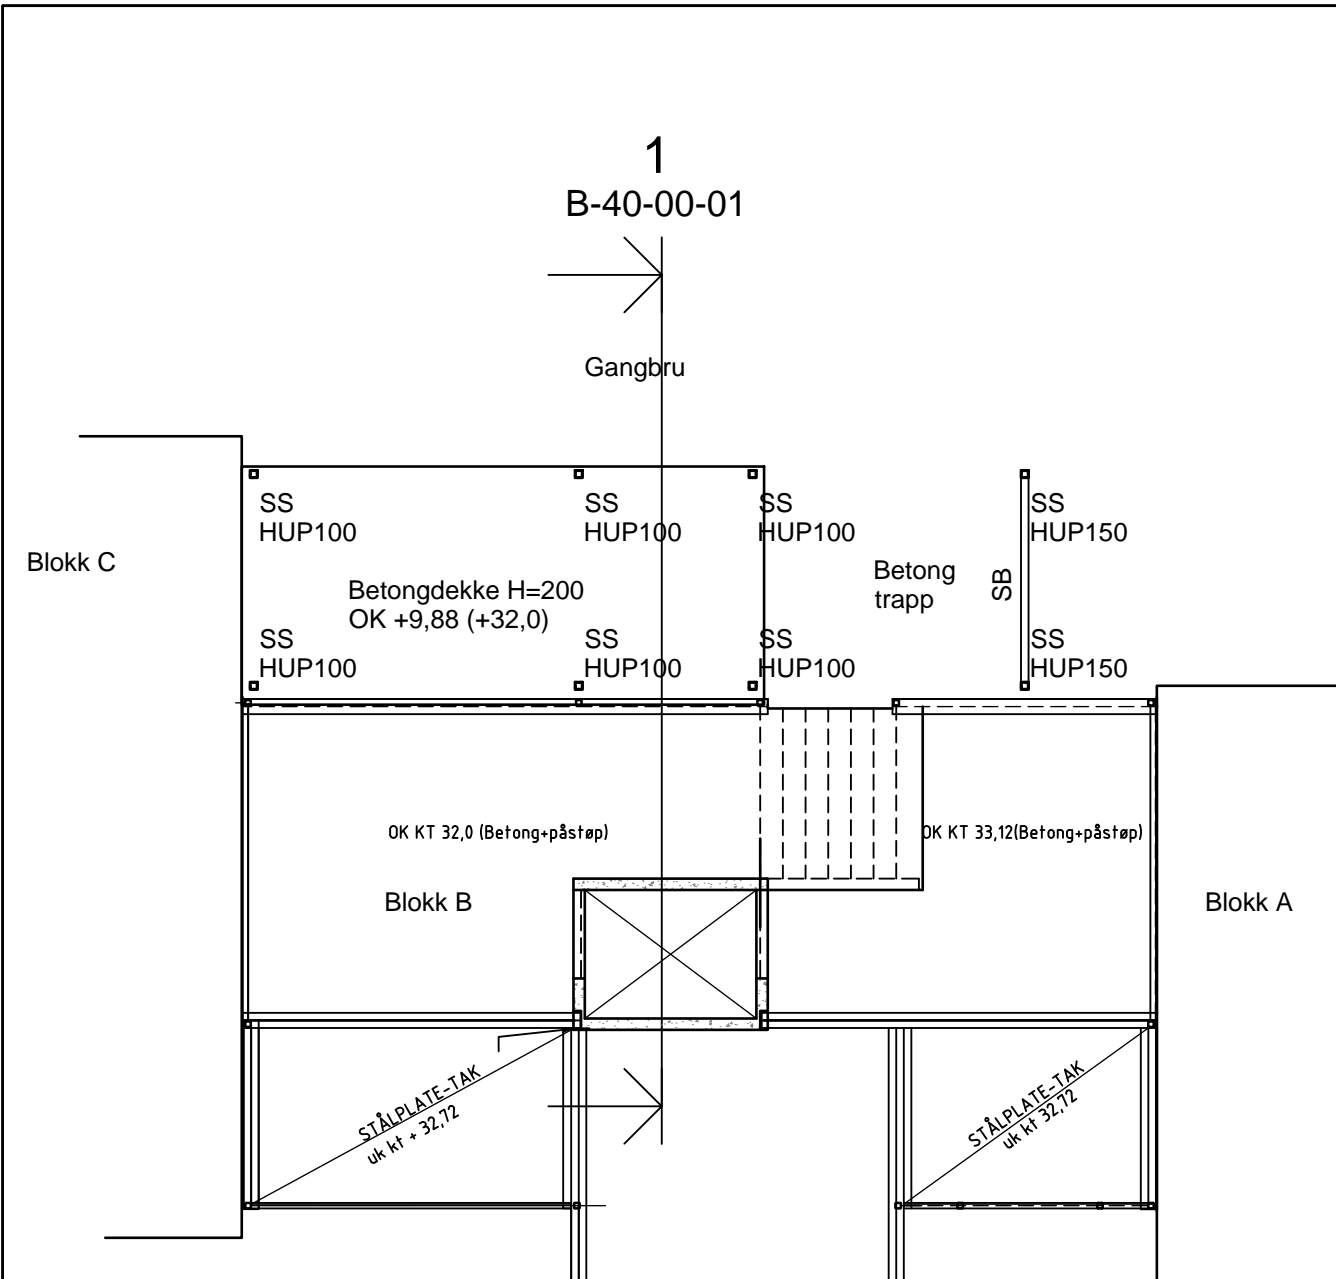 1
B-40-00-01
Gangbru
SS
HUP100
SS
HUP100
SS
HUP100
SS
HUP150
Blokk C
Betongdekke H=200
OK +9,88 (+32,0)
Betong
trapp
SB
SS
HUP100
SS
HUP100
SS
HUP100
SS
HUP150
OK KT 32,0 (Betong+påstøp)
OK KT 33,12(Betong+påstøp)
Blokk B
Blokk A
STÅLPLATE-TAK
uk kt + 32,72
STÅLPLATE-TAK
uk kt 32,72